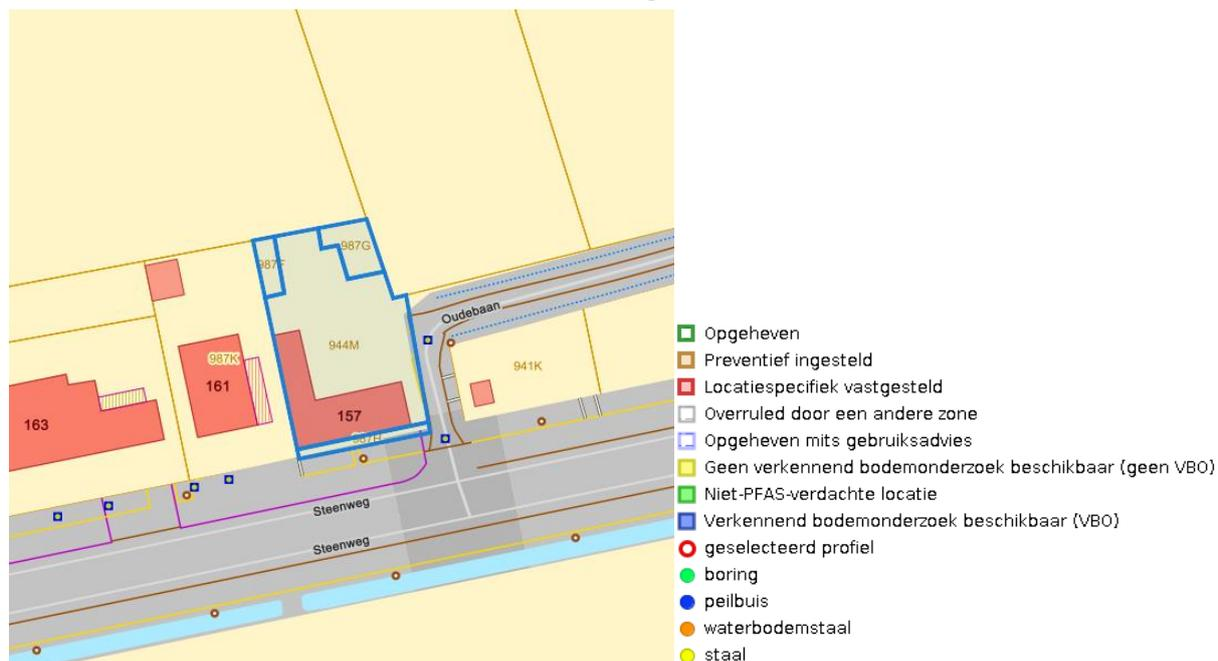 987G
987F
Oudebaan
944M
941K
987K
161
157
163
987H
Steenweg
Steenweg
Opgeheven
Preventief ingesteld
Locatiespecifiek vastgesteld
Overruled door een andere zone
Opgeheven mits gebruiksadvies
Geen verkennend bodemonderzoek beschikbaar (geen VBO)
Niet-PFAS-verdachte locatie
Verkennend bodemonderzoek beschikbaar (VBO)
geselecteerd profiel
boring
peilbuis
waterbodemstaal
staal